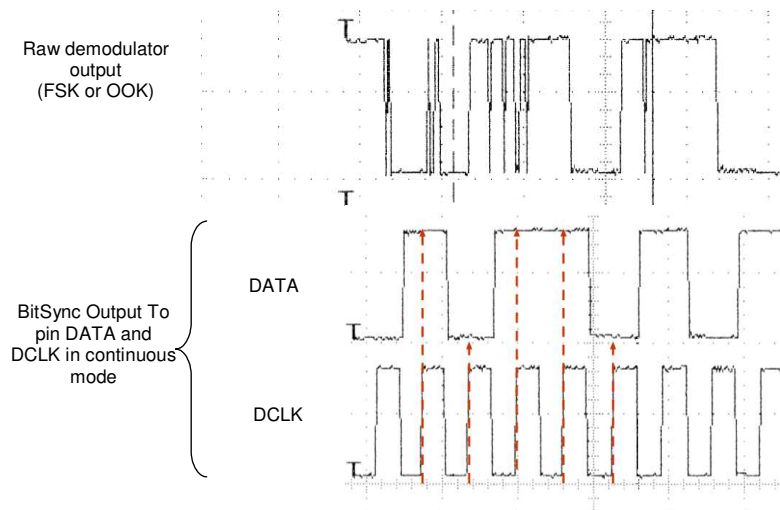 Raw demodulator
output
(FSK or OOK)
DATA
BitSync Output To
pin DATA and
DCLK in continuous
mode
DCLK